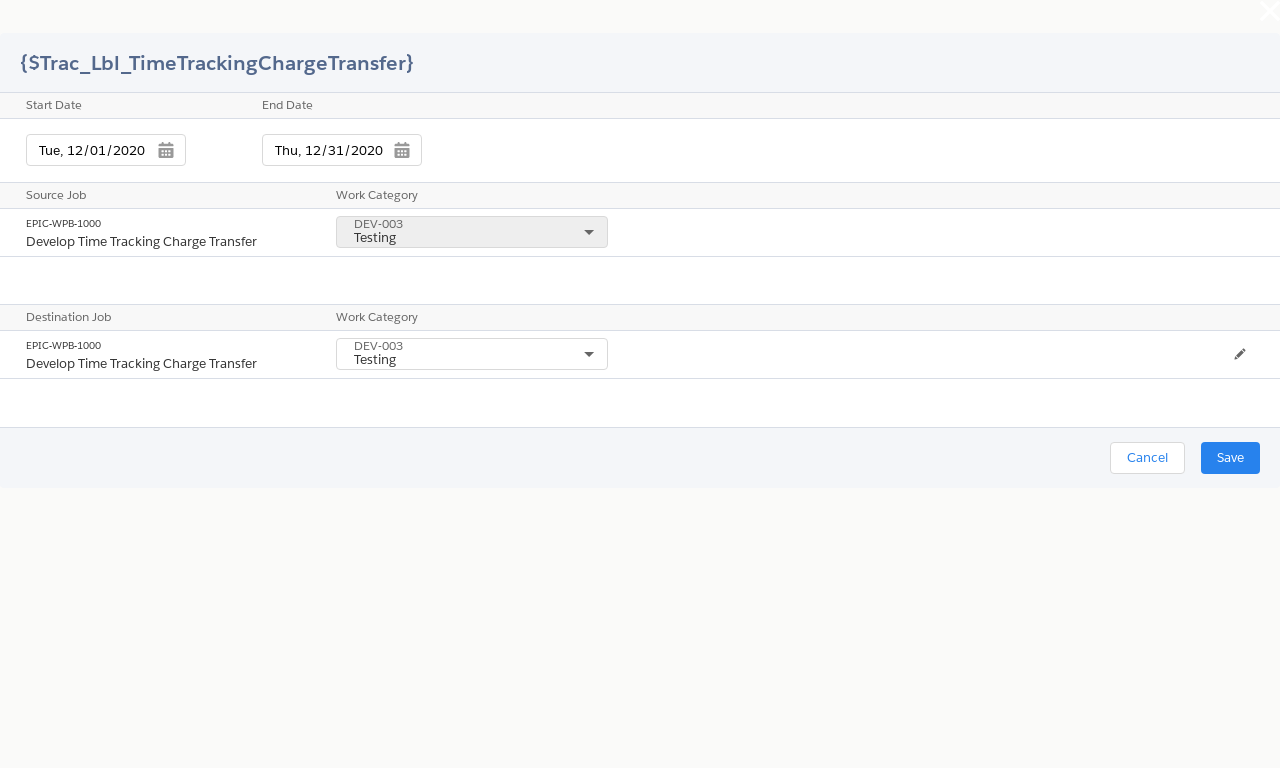 {$Trac_Lbl_TimeTrackingChargeTransfer}
Start Date End Date
Tue, 12/01/2020 Thu, 12/31/2020
Source Job Work Category
EPIC-WPB-1000
Develop Time Tracking Charge Transfer
DEV-003
Testing
Destination Job Work Category
EPIC-WPB-1000
Develop Time Tracking Charge Transfer
DEV-003
Testing
Cancel Save